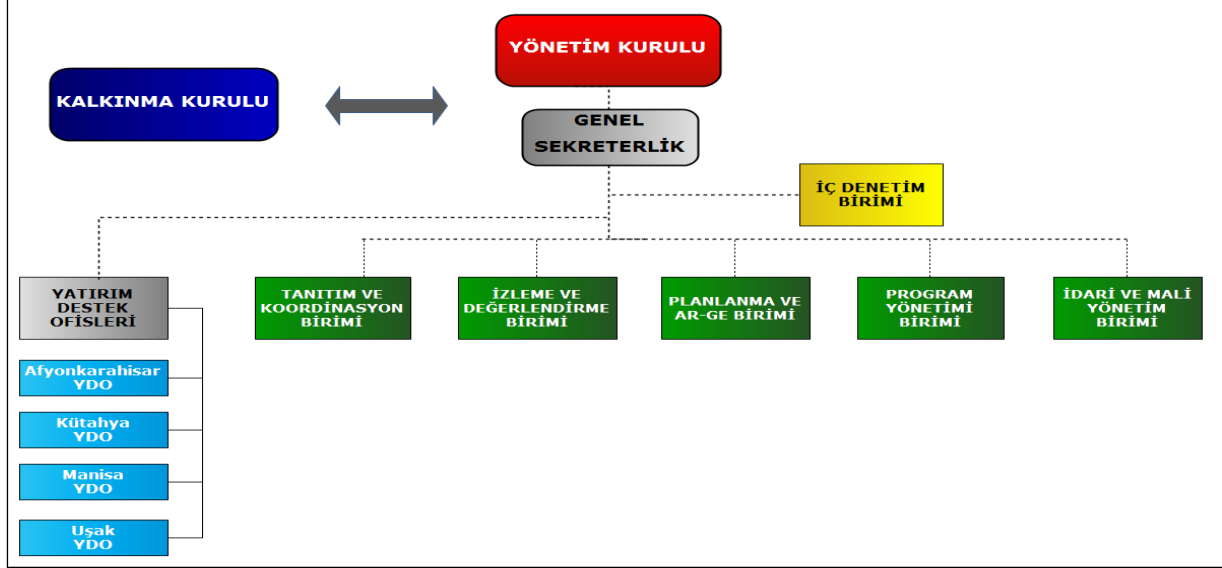 YÖNETİM KURULU
KALKINMA KURULU
GENEL
SEKRETERLİK
İÇ DENETİM
BİRİMİ
YATIRIM
DESTEK
OFİSLERİ
TANITIM VE
KOORDİNASYON
BİRİMİ
İZLEME VE
DEĞERLENDİRME
BİRİMİ
PLANLANMA VE
AR-GE BİRİMİ
PROGRAM
YÖNETİMİ
BİRİMİ
İDARİ VE MALİ
YÖNETİM
BİRİMİ
Afyonkarahisar
YDO
Kütahya
YDO
Manisa
YDO
Uşak
YDO